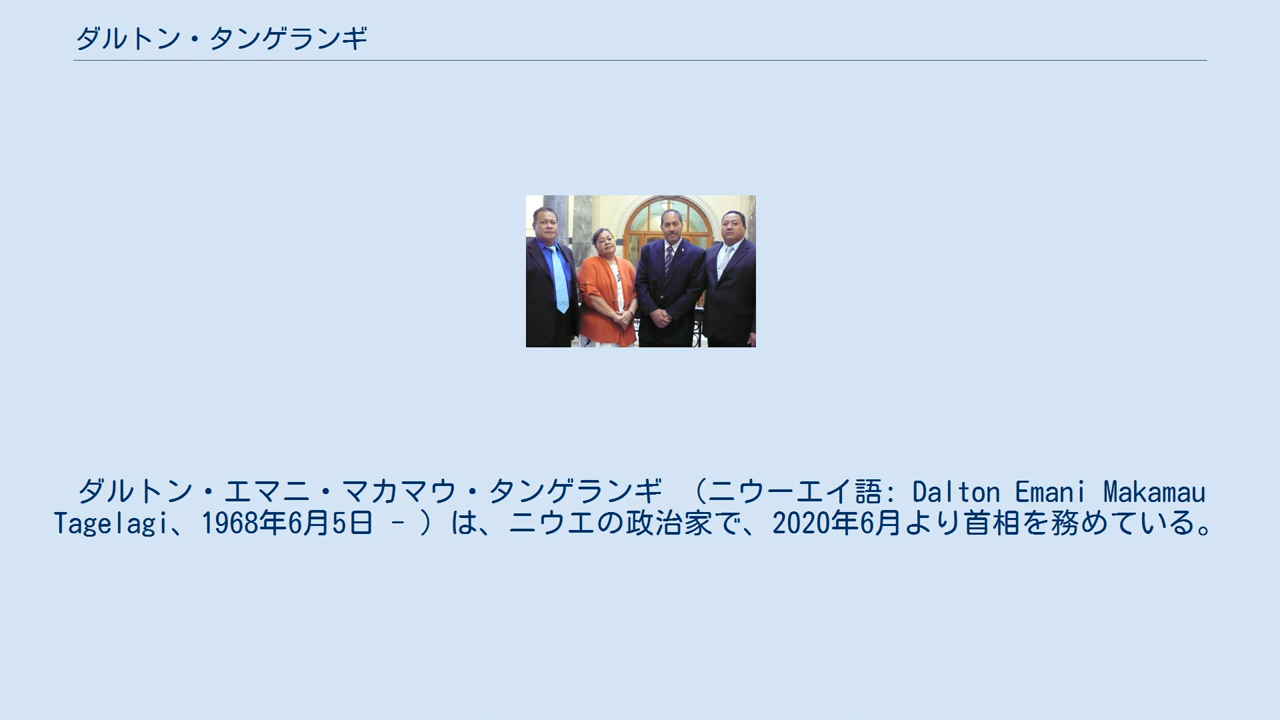 ダルトン・タンゲランギ
ダルトン・エマニ・マカマウ・タンゲランギ （ニウーエイ語: Dalton Emani Makamau
Tagelagi、1968年6月5日 - ）は、ニウエの政治家で、2020年6月より首相を務めている。